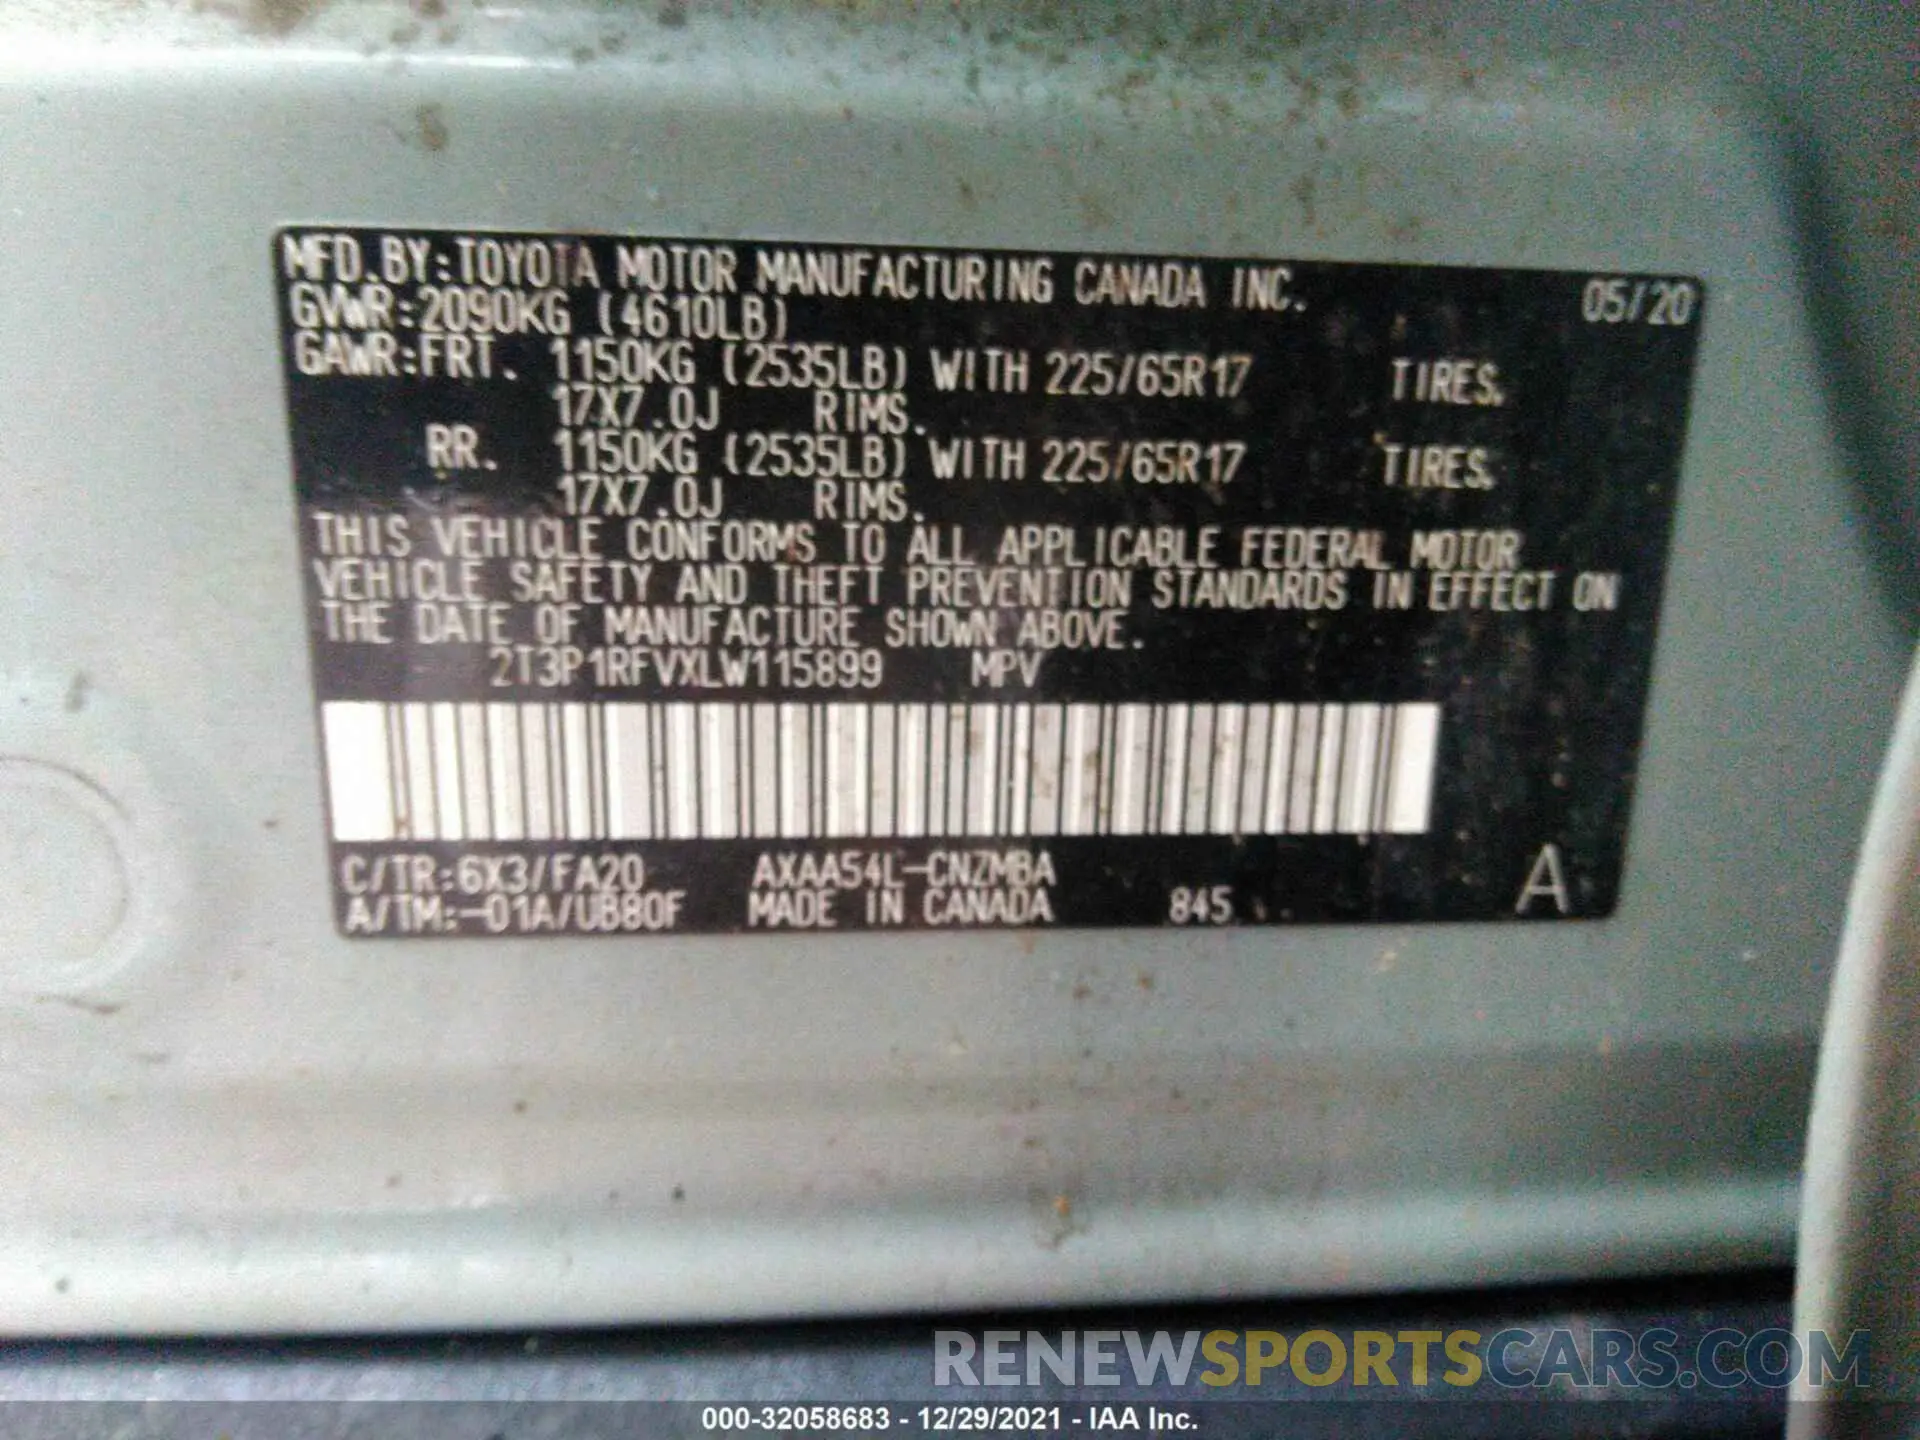 MFD.BY:TOYOTA MOTOR MANUFACTURING CANADA INC. 05/20
GVWR:2090KG (4610LB)
GAWR:FRT. 1150KG (2535LB) WITH 225/65R17 TIRES.
17X7.0J RIMS.
RR. 1150KG (2535LB) WITH 225/65R17 TIRES.
17X7.0J RIMS.
THIS VEHICLE CONFORMS TO ALL APPLICABLE FEDERAL MOTOR
VEHICLE SAFETY AND THEFT PREVENTION STANDARDS IN EFFECT ON
THE DATE OF MANUFACTURE SHOWN ABOVE.
2T3P1RFVXLW115899 MPV
C/TR:6X3/FA20 AXAA54L-CNZMBA
A/TM:-01A/UB80F MADE IN CANADA 845 A
RENEWSPORTSCARS.COM
000-32058683 - 12/29/2021 - IAA Inc.